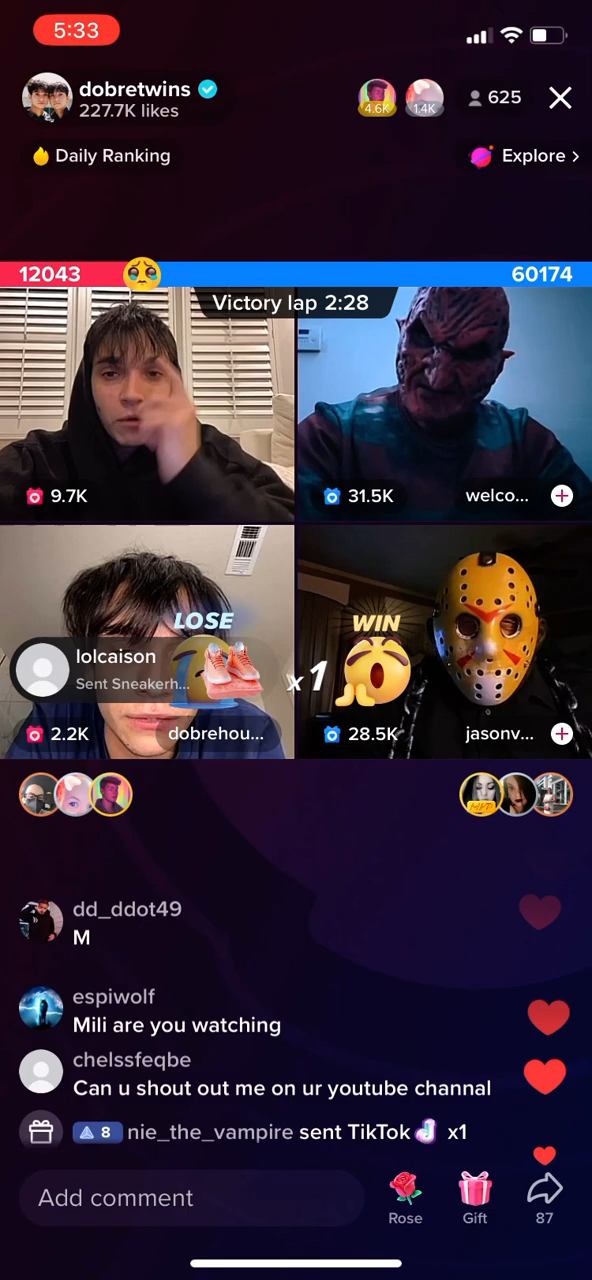 5:33
dobretwins
227.7K likes
4.6K
1.4K
625
Daily Ranking
Explore >
12043
60174
Victory lap 2:28
9.7K
31.5K
welco...
LOSE
WIN
lolcaison
Sent Sneakerh...
x1
2.2K
dobrehou...
28.5K
jasonv...
dd_ddot49
M
espiwolf
Mili are you watching
chelssfeqbe
Can u shout out me on ur youtube channal
8 nie_the_vampire sent TikTok x1
Add comment
Rose
Gift
87